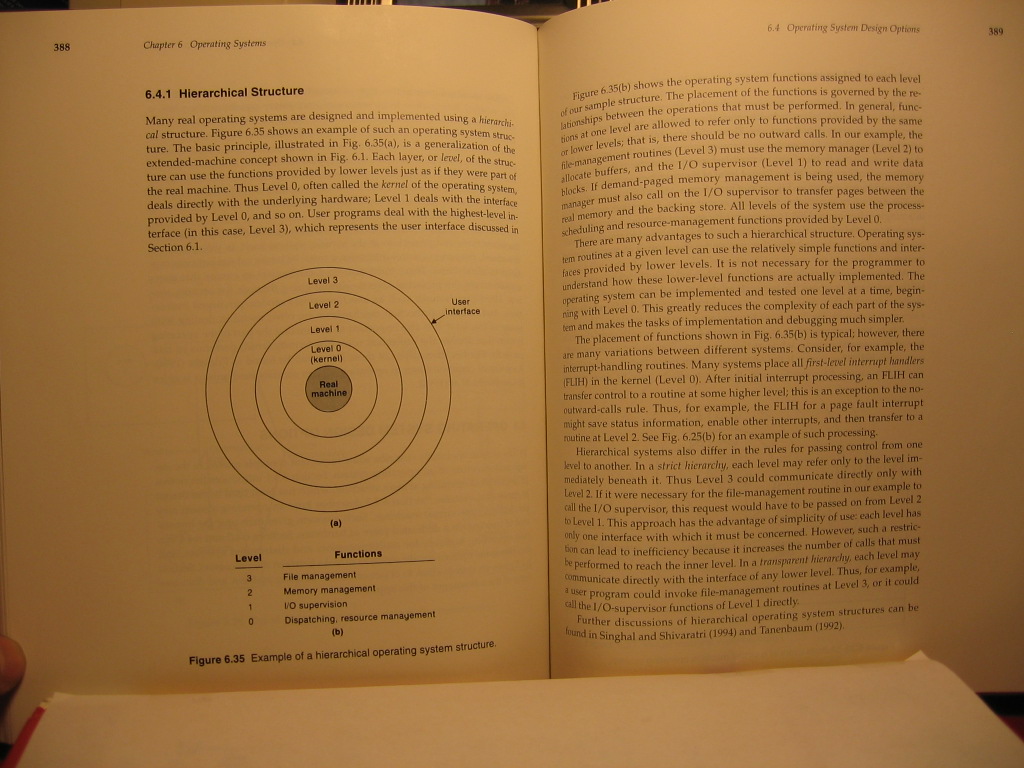 388
Chapter 6 Operating Systems
6.4.1 Hierarchical Structure
Many real operating systems are designed and implemented using a hierarchi-
cal structure. Figure 6.35 shows an example of such an operating system struc-
ture. The basic principle, illustrated in Fig. 6.35(a), is a generalization of the
extended-machine concept shown in Fig. 6.1. Each layer, or level, of the struc-
ture can use the functions provided by lower levels just as if they were part of
the real machine. Thus Level 0, often called the kernel of the operating system,
deals directly with the underlying hardware; Level 1 deals with the interface
provided by Level 0, and so on. User programs deal with the highest-level in-
terface (in this case, Level 3), which represents the user interface discussed in
Section 6.1.
Level 3
Level 2
Level 1
Level 0
(kernel)
Real
machine
User
interface
(a)
Level Functions
3 File management
2 Memory management
1 I/O supervision
0 Dispatching, resource management
(b)
Figure 6.35 Example of a hierarchical operating system structure.
6.4 Operating System Design Options
389
Figure 6.35(b) shows the operating system functions assigned to each level
of our sample structure. The placement of the functions is governed by the re-
lationships between the operations that must be performed. In general, func-
tions at one level are allowed to refer only to functions provided by the same
or lower levels; that is, there should be no outward calls. In our example, the
file-management routines (Level 3) must use the memory manager (Level 2) to
allocate buffers, and the I/O supervisor (Level 1) to read and write data
blocks. If demand-paged memory management is being used, the memory
manager must also call on the I/O supervisor to transfer pages between the
real memory and the backing store. All levels of the system use the process-
scheduling and resource-management functions provided by Level 0.
There are many advantages to such a hierarchical structure. Operating sys-
tem routines at a given level can use the relatively simple functions and inter-
faces provided by lower levels. It is not necessary for the programmer to
understand how these lower-level functions are actually implemented. The
operating system can be implemented and tested one level at a time, begin-
ning with Level 0. This greatly reduces the complexity of each part of the sys-
tem and makes the tasks of implementation and debugging much simpler.
The placement of functions shown in Fig. 6.35(b) is typical; however, there
are many variations between different systems. Consider, for example, the
interrupt-handling routines. Many systems place all first-level interrupt handlers
(FLIH) in the kernel (Level 0). After initial interrupt processing, an FLIH can
transfer control to a routine at some higher level; this is an exception to the no-
outward-calls rule. Thus, for example, the FLIH for a page fault interrupt
might save status information, enable other interrupts, and then transfer to a
routine at Level 2. See Fig. 6.25(b) for an example of such processing.
Hierarchical systems also differ in the rules for passing control from one
level to another. In a strict hierarchy, each level may refer only to the level im-
mediately beneath it. Thus Level 3 could communicate directly only with
Level 2. If it were necessary for the file-management routine in our example to
call the I/O supervisor, this request would have to be passed on from Level 2
to Level 1. This approach has the advantage of simplicity of use: each level has
only one interface with which it must be concerned. However, such a restric-
tion can lead to inefficiency because it increases the number of calls that must
be performed to reach the inner level. In a transparent hierarchy, each level may
communicate directly with the interface of any lower level. Thus, for example,
a user program could invoke file-management routines at Level 3, or it could
call the I/O-supervisor functions of Level 1 directly.
Further discussions of hierarchical operating system structures can be
found in Singhal and Shivaratri (1994) and Tanenbaum (1992).